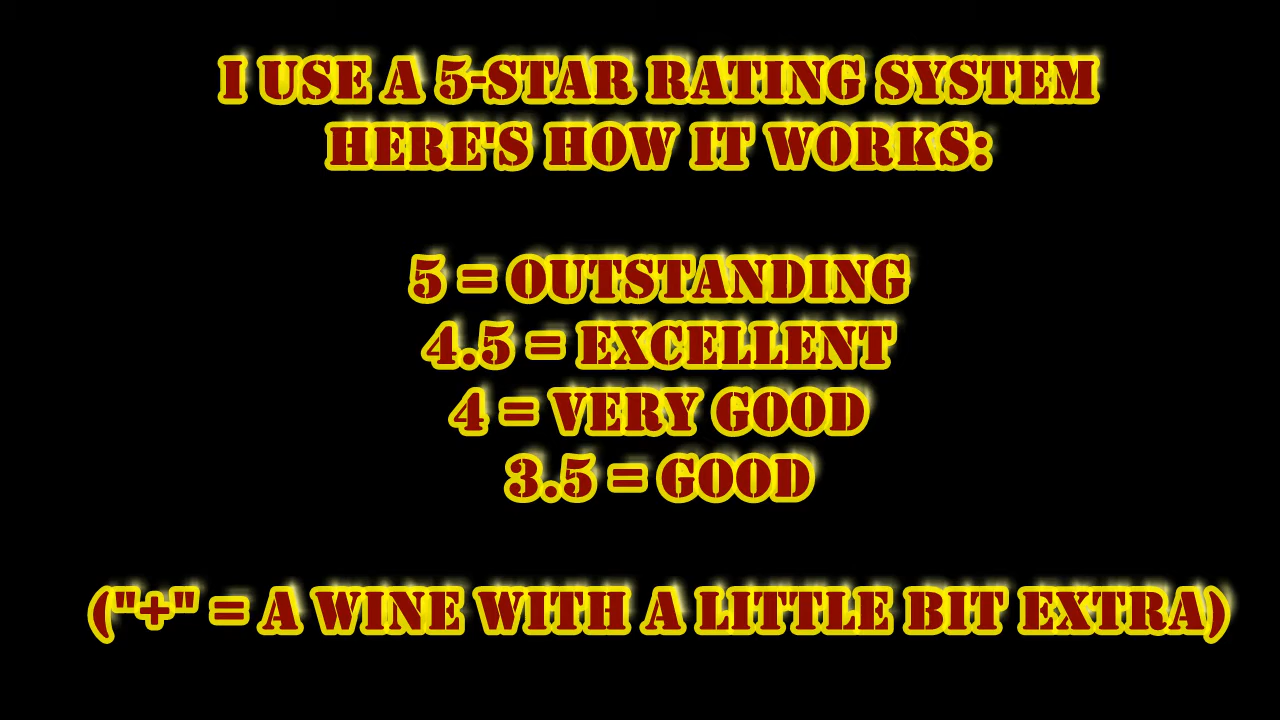 I USE A 5-STAR RATING SYSTEM
HERE'S HOW IT WORKS:
5 = OUTSTANDING
4.5 = EXCELLENT
4 = VERY GOOD
3.5 = GOOD
("+" = A WINE WITH A LITTLE BIT EXTRA)